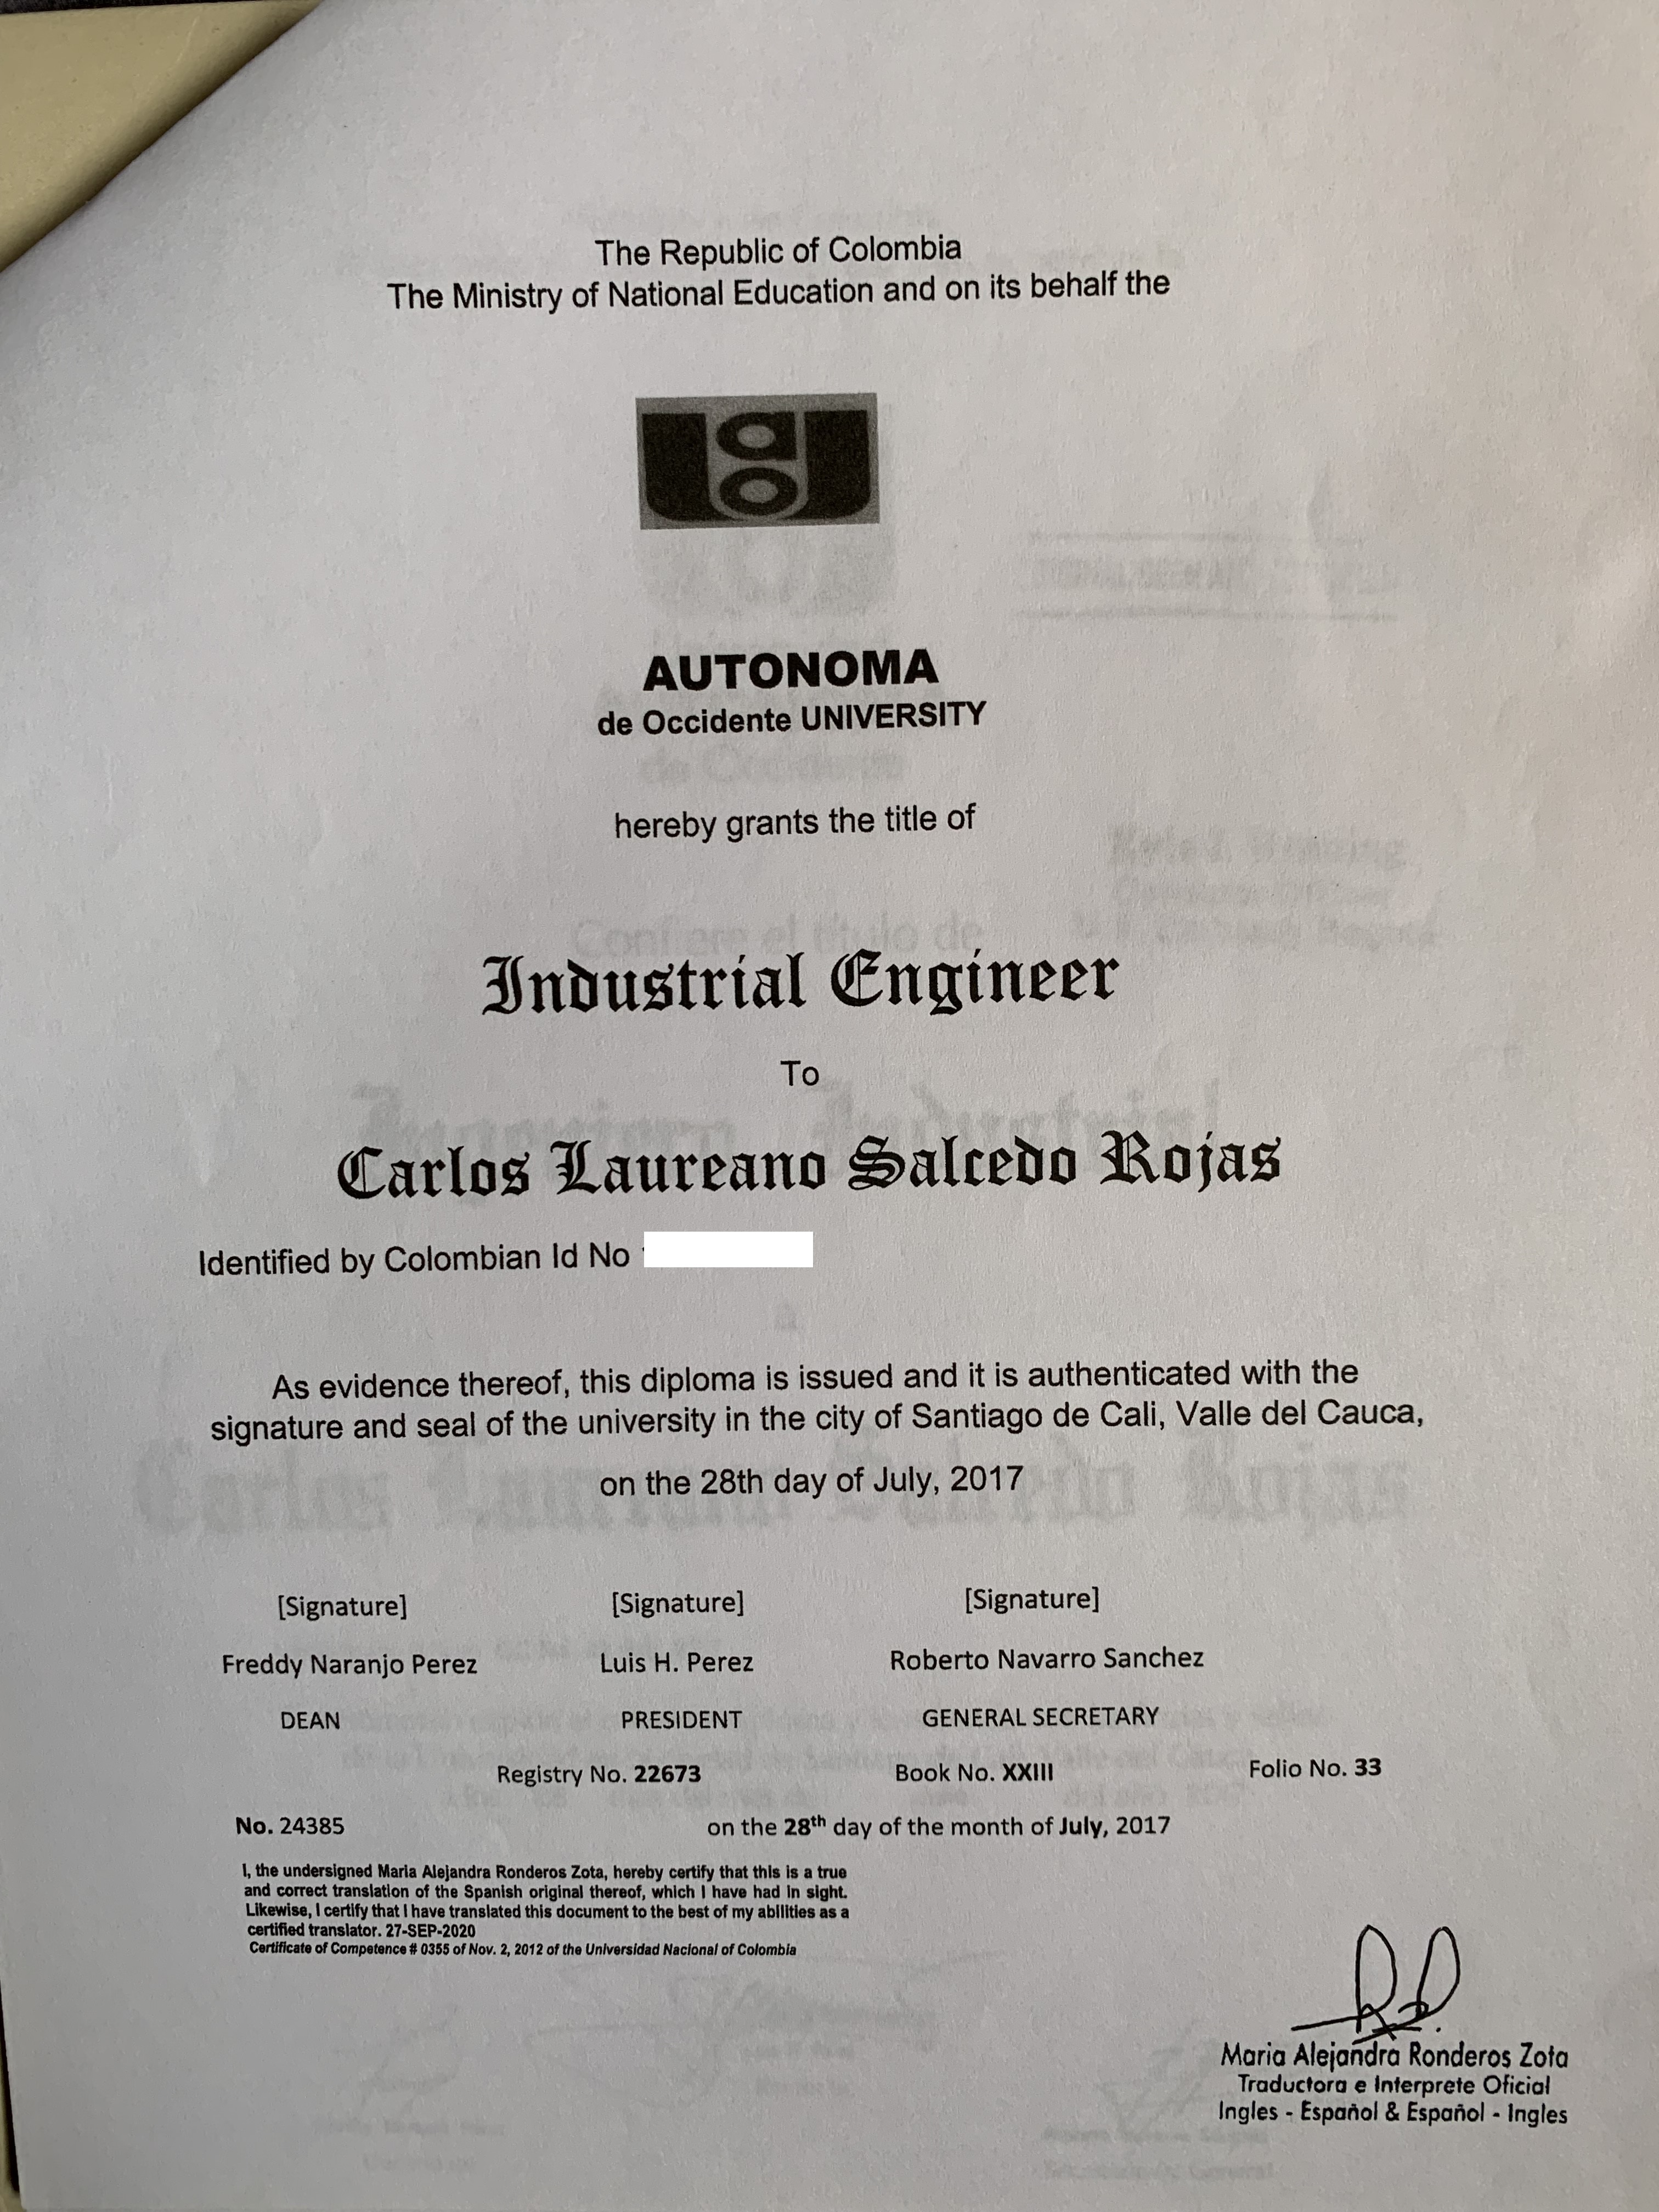 The Republic of Colombia
The Ministry of National Education and on its behalf the
uao
AUTONOMA
de Occidente UNIVERSITY
hereby grants the title of
Confiere el título de
Industrial Engineer
To
Carlos Laureano Salcedo Rojas
Identified by Colombian Id No
As evidence thereof, this diploma is issued and it is authenticated with the
signature and seal of the university in the city of Santiago de Cali, Valle del Cauca,
on the 28th day of July, 2017
[Signature] [Signature] [Signature]
Freddy Naranjo Perez Luis H. Perez Roberto Navarro Sanchez
DEAN PRESIDENT GENERAL SECRETARY
Registry No. 22673 Book No. XXIII Folio No. 33
No. 24385 on the 28th day of the month of July, 2017
I, the undersigned Maria Alejandra Ronderos Zota, hereby certify that this is a true
and correct translation of the Spanish original thereof, which I have had in sight.
Likewise, I certify that I have translated this document to the best of my abilities as a
certified translator. 27-SEP-2020
Certificate of Competence # 0355 of Nov. 2, 2012 of the Universidad Nacional of Colombia
Maria Alejandra Ronderos Zota
Traductora e Interprete Oficial
Ingles - Español & Español - Ingles